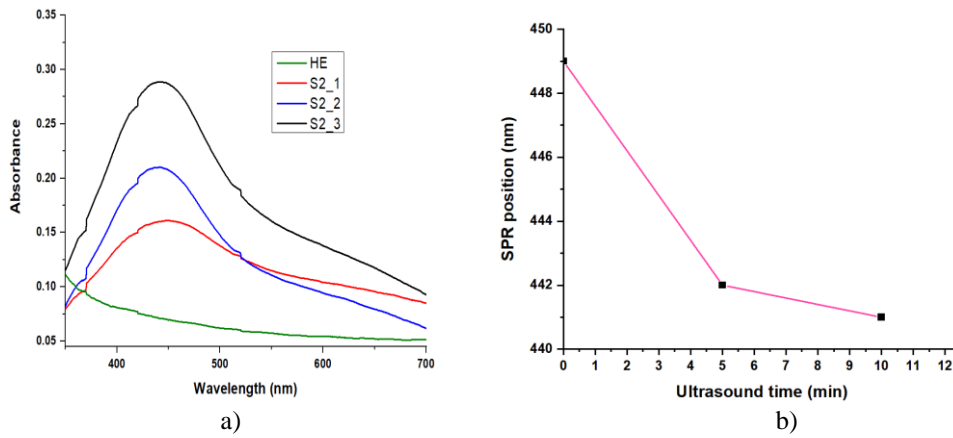 a)
0.35
0.30
0.25
0.20
0.15
0.10
0.05
Absorbance
400
500
600
700
Wavelength (nm)
HE
S2_1
S2_2
S2_3
a)
450
448
446
444
442
440
SPR position (nm)
0 1 2 3 4 5 6 7 8 9 10 11 12
Ultrasound time (min)
b)